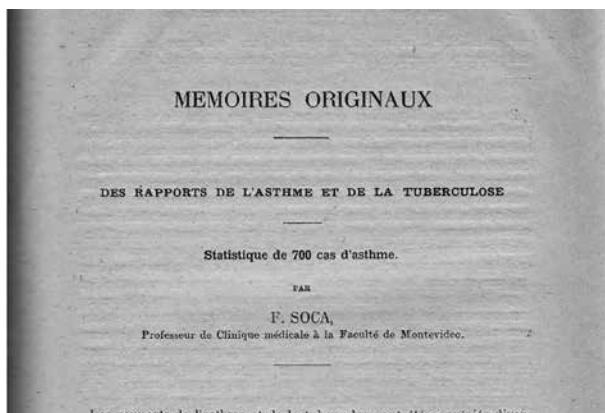 MEMOIRES ORIGINAUX
DES RAPPORTS DE L'ASTHME ET DE LA TUBERCULOSE
Statistique de 700 cas d'asthme.
PAR
F. SOCA,
Professeur de Clinique médicale à la Faculté de Montevideo.